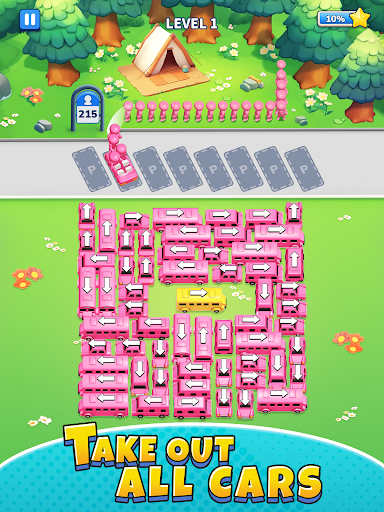 LEVEL 1
10%
215
P P P P P P P
TAKE OUT
ALL CARS